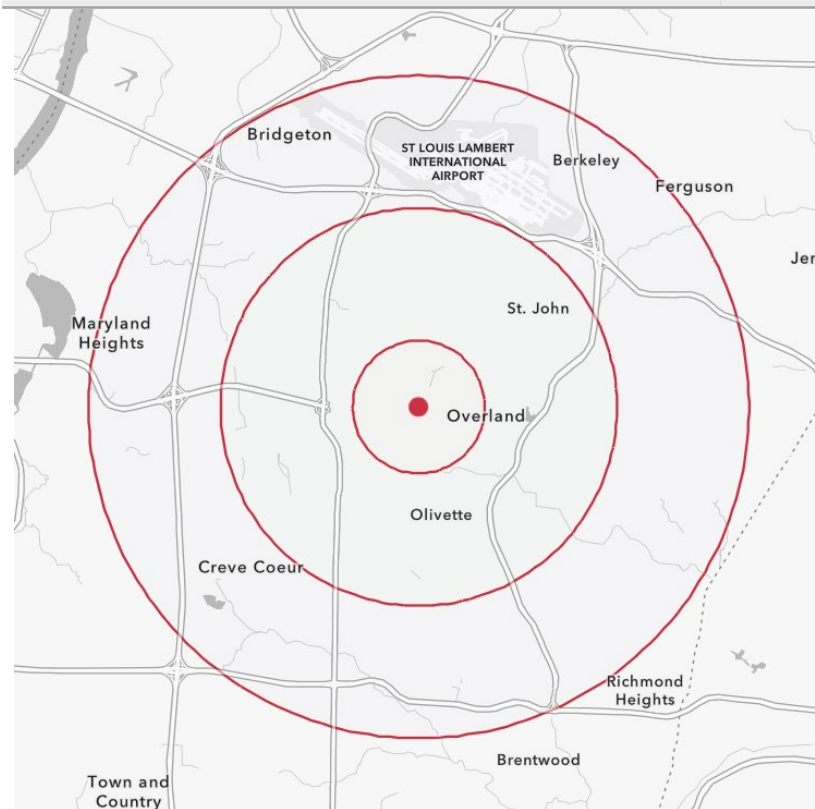 Bridgeton
ST LOUIS LAMBERT
INTERNATIONAL
AIRPORT
Berkeley
Ferguson
Jer
St. John
Maryland
Heights
Overland
Olivette
Creve Coeur
Richmond
Heights
Brentwood
Town and
Country